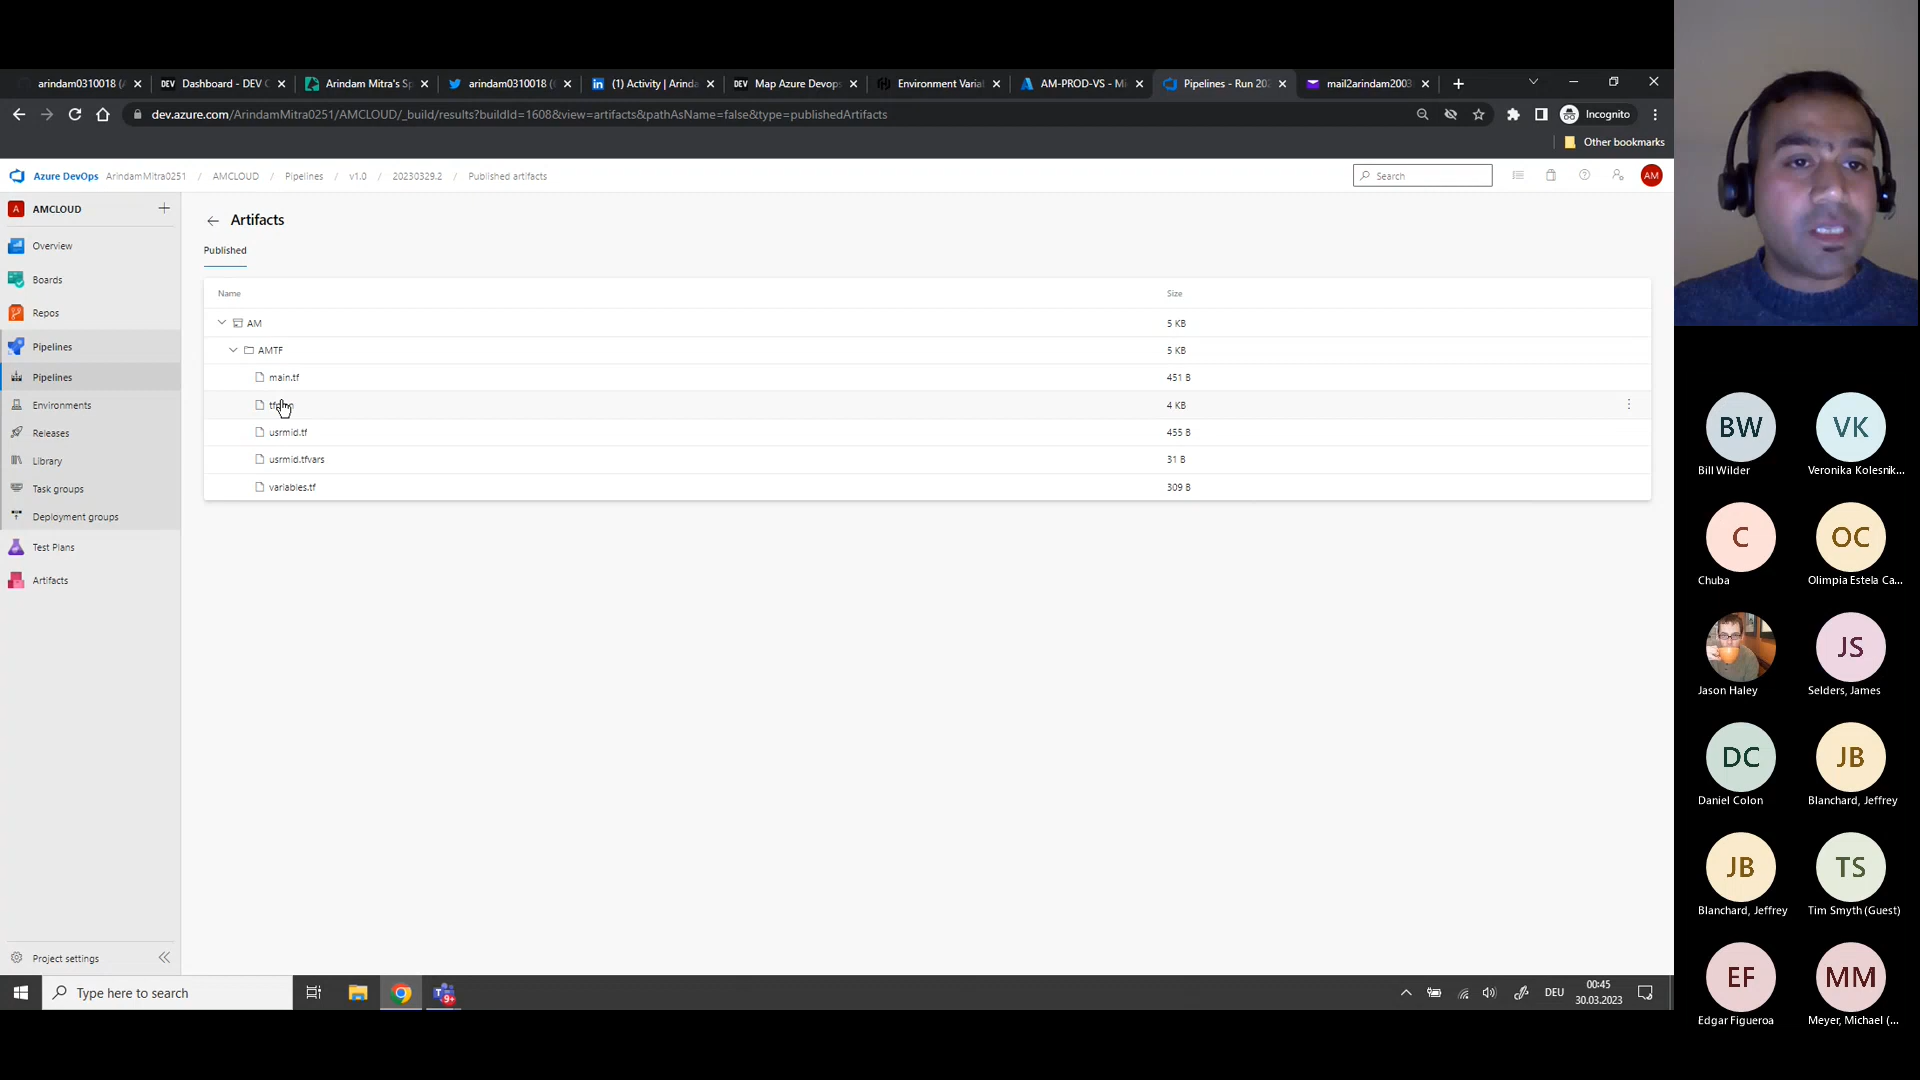 arindam0310018 (/
Dashboard - DEV C
Arindam Mitra's Sp
arindam0310018 (
(1) Activity | Arinda
Map Azure Devops
Environment Varia
AM-PROD-VS - Mi
Pipelines - Run 202
mail2arindam2003
dev.azure.com/ArindamMitra0251/AMCLOUD/_build/results?buildId=1608&view=artifacts&pathAsName=false&type=publishedArtifacts
Incognito
Other bookmarks
Azure DevOps ArindamMitra0251 / AMCLOUD / Pipelines / v1.0 / 20230329.2 / Published artifacts
Search
AM
A AMCLOUD
Overview
Boards
Repos
Pipelines
Pipelines
Environments
Releases
Library
Task groups
Deployment groups
Test Plans
Artifacts
Project settings
Artifacts
Published
Name Size
AM 5 KB
AMTF 5 KB
main.tf 451 B
4 KB
usrmid.tf 455 B
usrmid.tfvars 31 B
variables.tf 309 B
Type here to search
9+
DEU
00:45
30.03.2023
BW
Bill Wilder
VK
Veronika Kolesnik...
C
Chuba
OC
Olimpia Estela Ca...
Jason Haley
JS
Selders, James
DC
Daniel Colon
JB
Blanchard, Jeffrey
JB
Blanchard, Jeffrey
TS
Tim Smyth (Guest)
EF
Edgar Figueroa
MM
Meyer, Michael (...